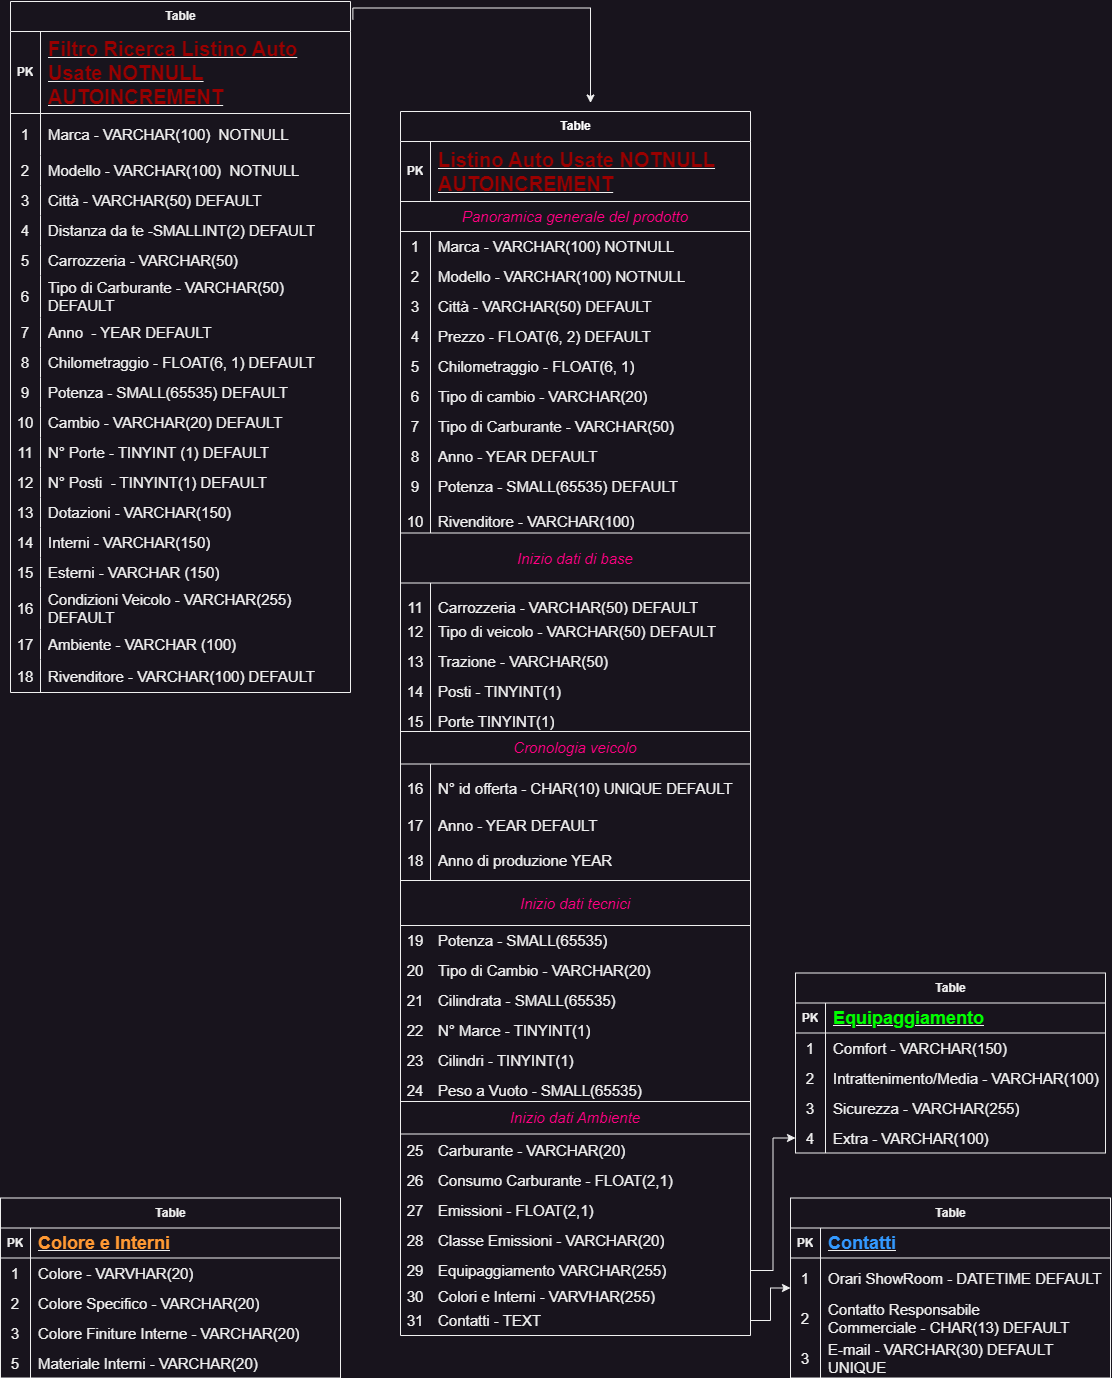 Table
PK
Filtro Ricerca Listino Auto
Usate NOTNULL
AUTOINCREMENT
1 Marca - VARCHAR(100)  NOTNULL
2 Modello - VARCHAR(100)  NOTNULL
3 Città - VARCHAR(50) DEFAULT
4 Distanza da te -SMALLINT(2) DEFAULT
5 Carrozzeria - VARCHAR(50)
6 Tipo di Carburante - VARCHAR(50)
DEFAULT
7 Anno  - YEAR DEFAULT
8 Chilometraggio - FLOAT(6, 1) DEFAULT
9 Potenza - SMALL(65535) DEFAULT
10 Cambio - VARCHAR(20) DEFAULT
11 N° Porte - TINYINT (1) DEFAULT
12 N° Posti  - TINYINT(1) DEFAULT
13 Dotazioni - VARCHAR(150)
14 Interni - VARCHAR(150)
15 Esterni - VARCHAR (150)
16 Condizioni Veicolo - VARCHAR(255)
DEFAULT
17 Ambiente - VARCHAR (100)
18 Rivenditore - VARCHAR(100) DEFAULT
Table
PK
Listino Auto Usate NOTNULL
AUTOINCREMENT
Panoramica generale del prodotto
1 Marca - VARCHAR(100) NOTNULL
2 Modello - VARCHAR(100) NOTNULL
3 Città - VARCHAR(50) DEFAULT
4 Prezzo - FLOAT(6, 2) DEFAULT
5 Chilometraggio - FLOAT(6, 1)
6 Tipo di cambio - VARCHAR(20)
7 Tipo di Carburante - VARCHAR(50)
8 Anno - YEAR DEFAULT
9 Potenza - SMALL(65535) DEFAULT
10 Rivenditore - VARCHAR(100)
Inizio dati di base
11 Carrozzeria - VARCHAR(50) DEFAULT
12 Tipo di veicolo - VARCHAR(50) DEFAULT
13 Trazione - VARCHAR(50)
14 Posti - TINYINT(1)
15 Porte TINYINT(1)
Cronologia veicolo
16 N° id offerta - CHAR(10) UNIQUE DEFAULT
17 Anno - YEAR DEFAULT
18 Anno di produzione YEAR
Inizio dati tecnici
19 Potenza - SMALL(65535)
20 Tipo di Cambio - VARCHAR(20)
21 Cilindrata - SMALL(65535)
22 N° Marce - TINYINT(1)
23 Cilindri - TINYINT(1)
24 Peso a Vuoto - SMALL(65535)
Inizio dati Ambiente
25 Carburante - VARCHAR(20)
26 Consumo Carburante - FLOAT(2,1)
27 Emissioni - FLOAT(2,1)
28 Classe Emissioni - VARCHAR(20)
29 Equipaggiamento VARCHAR(255)
30 Colori e Interni - VARVHAR(255)
31 Contatti - TEXT
Table
PK Equipaggiamento
1 Comfort - VARCHAR(150)
2 Intrattenimento/Media - VARCHAR(100)
3 Sicurezza - VARCHAR(255)
4 Extra - VARCHAR(100)
Table
PK Colore e Interni
1 Colore - VARVHAR(20)
2 Colore Specifico - VARCHAR(20)
3 Colore Finiture Interne - VARCHAR(20)
5 Materiale Interni - VARCHAR(20)
Table
PK Contatti
1 Orari ShowRoom - DATETIME DEFAULT
2 Contatto Responsabile
Commerciale - CHAR(13) DEFAULT
3 E-mail - VARCHAR(30) DEFAULT
UNIQUE